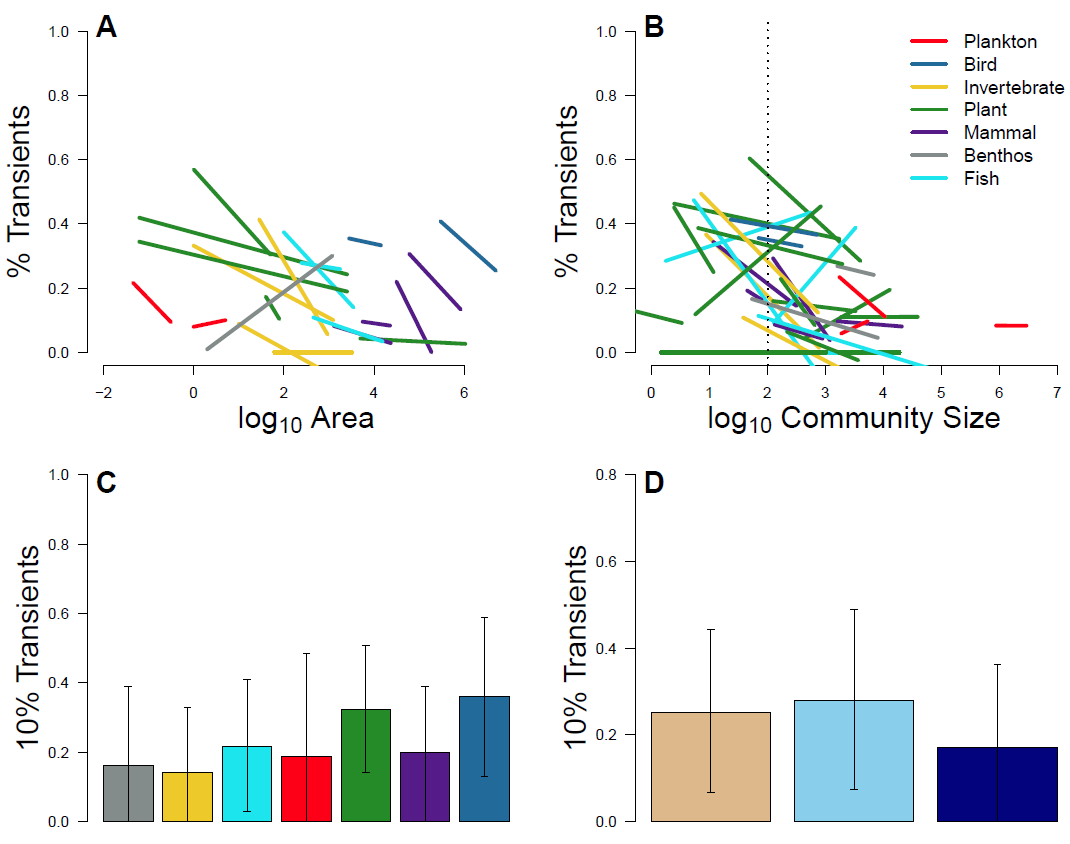 A
1.0
0.8
0.6
0.4
0.2
0.0
% Transients
−2 0 2 4 6
log10 Area
B
1.0
0.8
0.6
0.4
0.2
0.0
% Transients
0 1 2 3 4 5 6 7
log10 Community Size
Plankton
Bird
Invertebrate
Plant
Mammal
Benthos
Fish
C
1.0
0.8
0.6
0.4
0.2
0.0
10% Transients
D
0.8
0.6
0.4
0.2
0.0
10% Transients